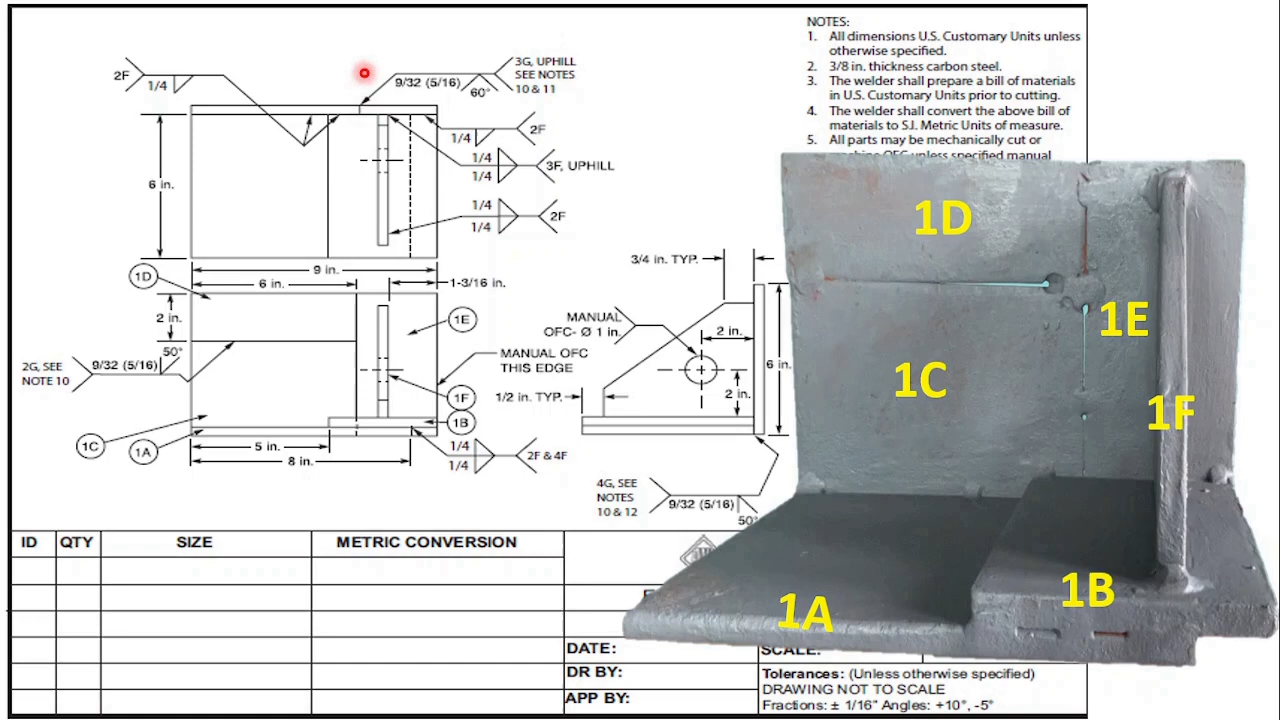 NOTES:
1. All dimensions U.S. Customary Units unless
otherwise specified.
2. 3/8 in. thickness carbon steel.
3. The welder shall prepare a bill of materials
in U.S. Customary Units prior to cutting.
4. The welder shall convert the above bill of
materials to S.I. Metric Units of measure.
5. All parts may be mechanically cut or
machine OFC unless specified manual
2F
1/4
9/32 (5/16)
60°
3G, UPHILL
SEE NOTES
10 & 11
1/4
2F
1/4
1/4
3F, UPHILL
1/4
1/4
2F
6 in.
9 in.
6 in.
1-3/16 in.
1D
2 in.
1E
50°
9/32 (5/16)
2G, SEE
NOTE 10
MANUAL OFC
THIS EDGE
1F
1B
1C
1A
5 in.
8 in.
1/4
1/4
2F & 4F
3/4 in. TYP.
MANUAL
OFC- Ø 1 in.
2 in.
6 in.
1/2 in. TYP.
2 in.
4G, SEE
NOTES
10 & 12
9/32 (5/16)
50°
1D
1E
1C
1F
1B
1A
ID QTY SIZE METRIC CONVERSION
DATE: SCALE:
DR BY:
APP BY:
Tolerances: (Unless otherwise specified)
DRAWING NOT TO SCALE
Fractions: ± 1/16" Angles: +10°, -5°